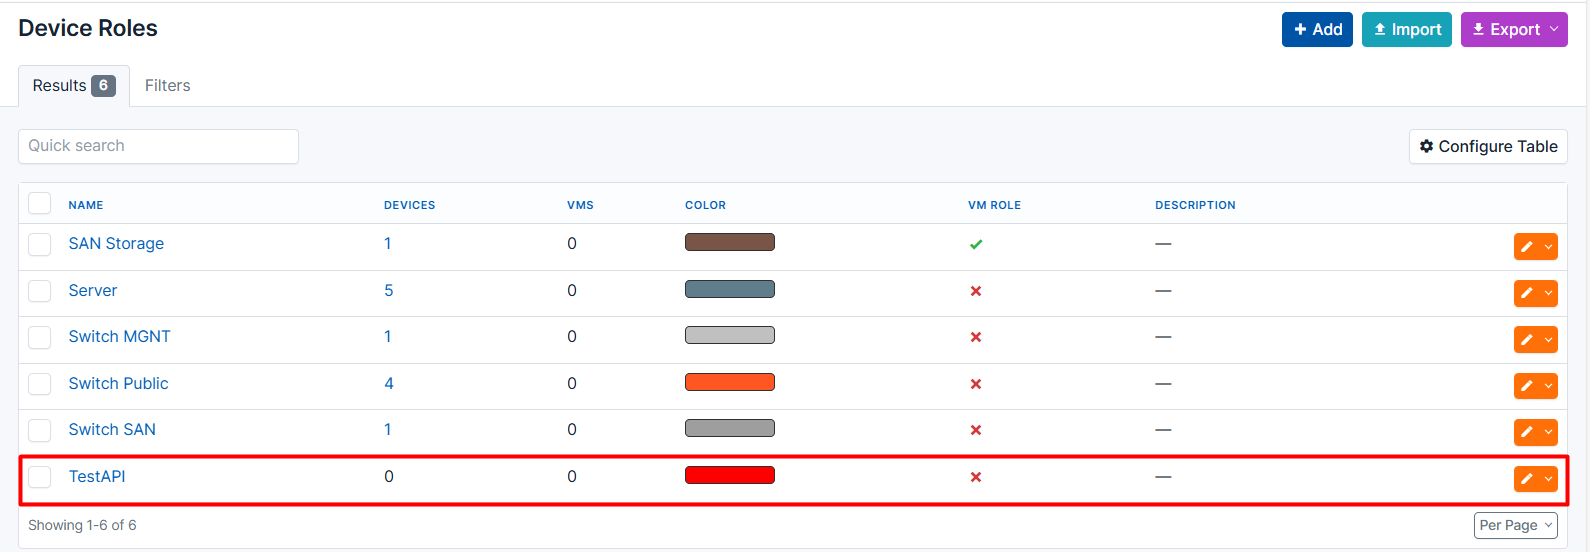 Device Roles
Add Import Export
Results 6 Filters
Quick search
Configure Table
NAME DEVICES VMS COLOR VM ROLE DESCRIPTION
SAN Storage 1 0 —
Server 5 0 —
Switch MGNT 1 0 —
Switch Public 4 0 —
Switch SAN 1 0 —
TestAPI 0 0 —
Showing 1-6 of 6
Per Page